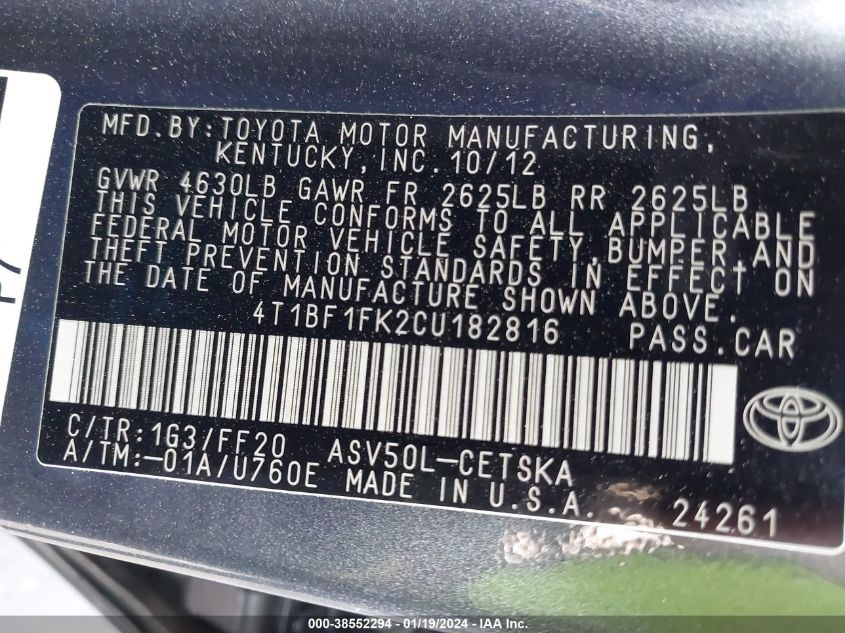 MFD.BY:TOYOTA MOTOR MANUFACTURING,
KENTUCKY,INC. 10/12
GVWR 4630LB GAWR FR 2625LB RR 2625LB
THIS VEHICLE CONFORMS TO ALL APPLICABLE
FEDERAL MOTOR VEHICLE SAFETY,BUMPER,AND
THEFT PREVENTION STANDARDS IN EFFECT ON
THE DATE OF MANUFACTURE SHOWN ABOVE.
4T1BF1FK2CU182816 PASS.CAR
C/TR:1G3/FF20 ASV50L-CETSKA
A/TM:-01A/U760E MADE IN U.S.A. 24261
000-38552294 - 01/19/2024 - IAA Inc.